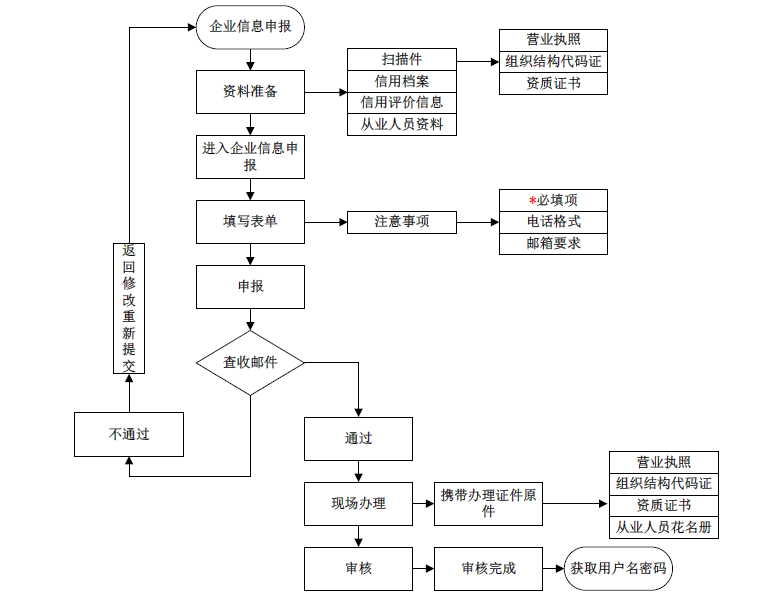 企业信息申报
资料准备
扫描件
信用档案
信用评价信息
从业人员资料
营业执照
组织结构代码证
资质证书
进入企业信息申
报
填写表单
注意事项
*必填项
电话格式
邮箱要求
申报
返
回
修
改
重
新
提
交
查收邮件
不通过
通过
现场办理
携带办理证件原
件
营业执照
组织结构代码证
资质证书
从业人员花名册
审核
审核完成
获取用户名密码